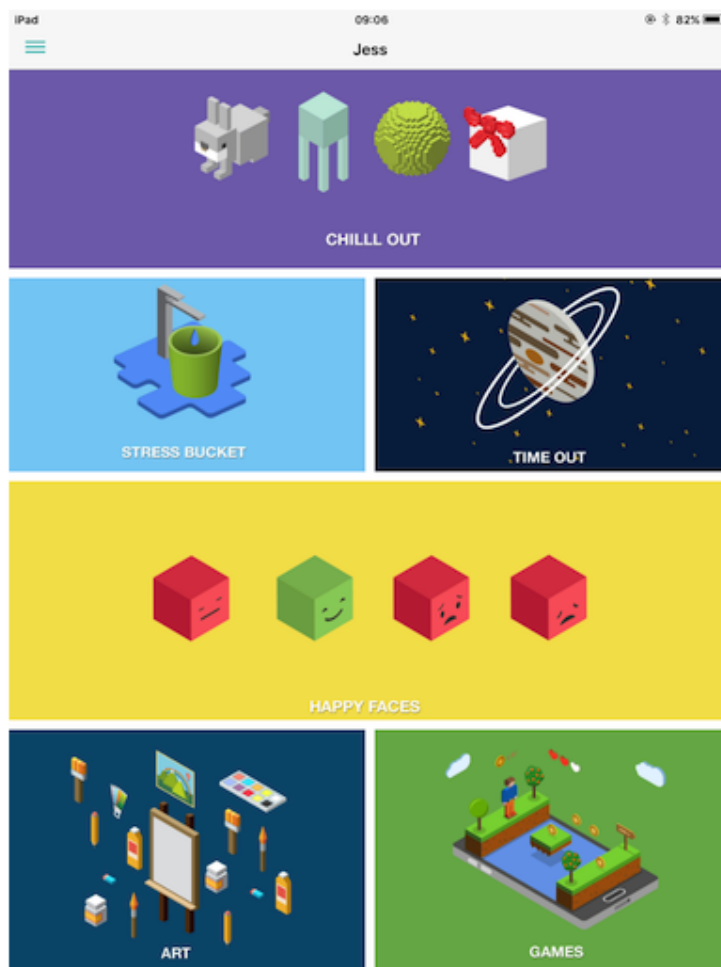 iPad 09:06 82%
Jess
CHILLL OUT
STRESS BUCKET
TIME OUT
HAPPY FACES
ART
GAMES